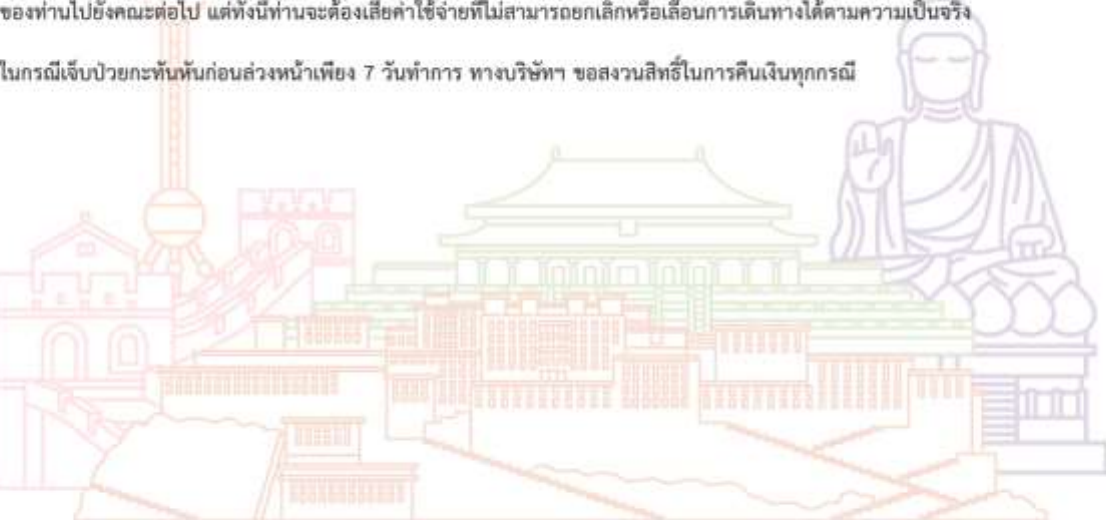 ของท่านไปยังคณะต่อไป แต่ทั้งนี้ท่านจะต้องเสียค่าใช้จ่ายที่ไม่สามารถยกเลิกหรือเลื่อนการเดินทางได้ตามความเป็นจริง
ในกรณีเจ็บป่วยกะทันหันก่อนล่วงหน้าเพียง 7 วันทำการ ทางบริษัทฯ ขอสงวนสิทธิ์ในการคืนเงินทุกกรณี